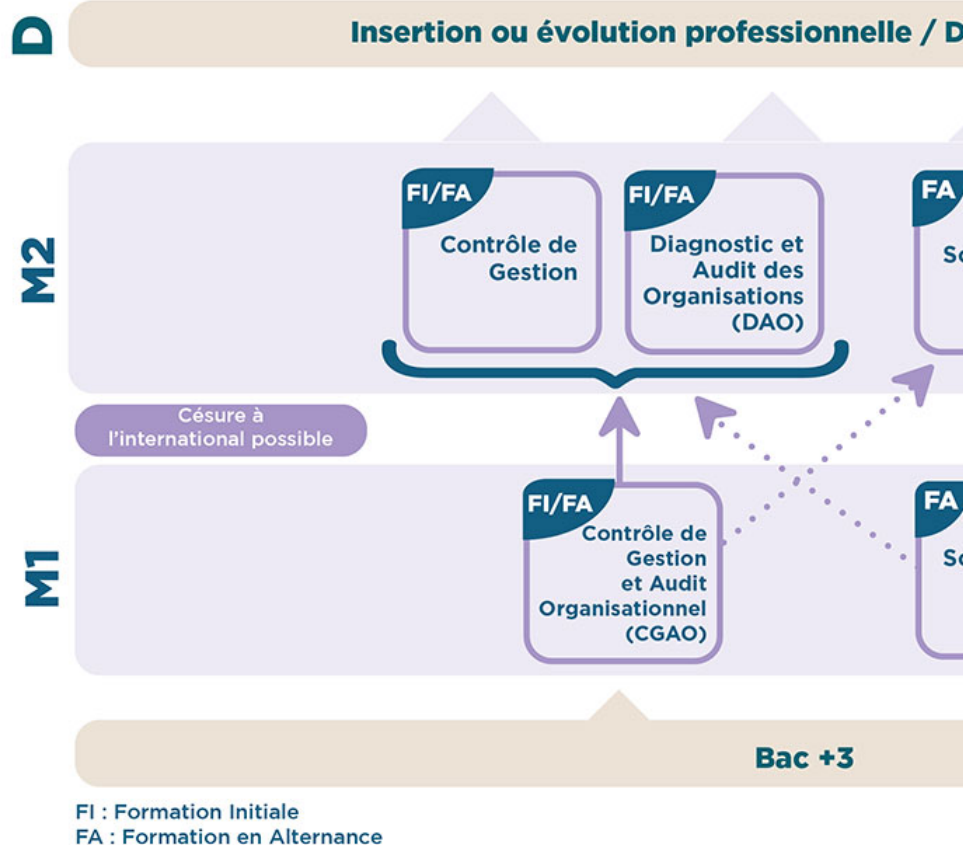 D
Insertion ou évolution professionnelle / D
M2
FI/FA
Contrôle de
Gestion
FI/FA
Diagnostic et
Audit des
Organisations
(DAO)
FA
Sc
Césure à
l'international possible
M1
FI/FA
Contrôle de
Gestion
et Audit
Organisationnel
(CGAO)
FA
Sc
Bac +3
FI : Formation Initiale
FA : Formation en Alternance